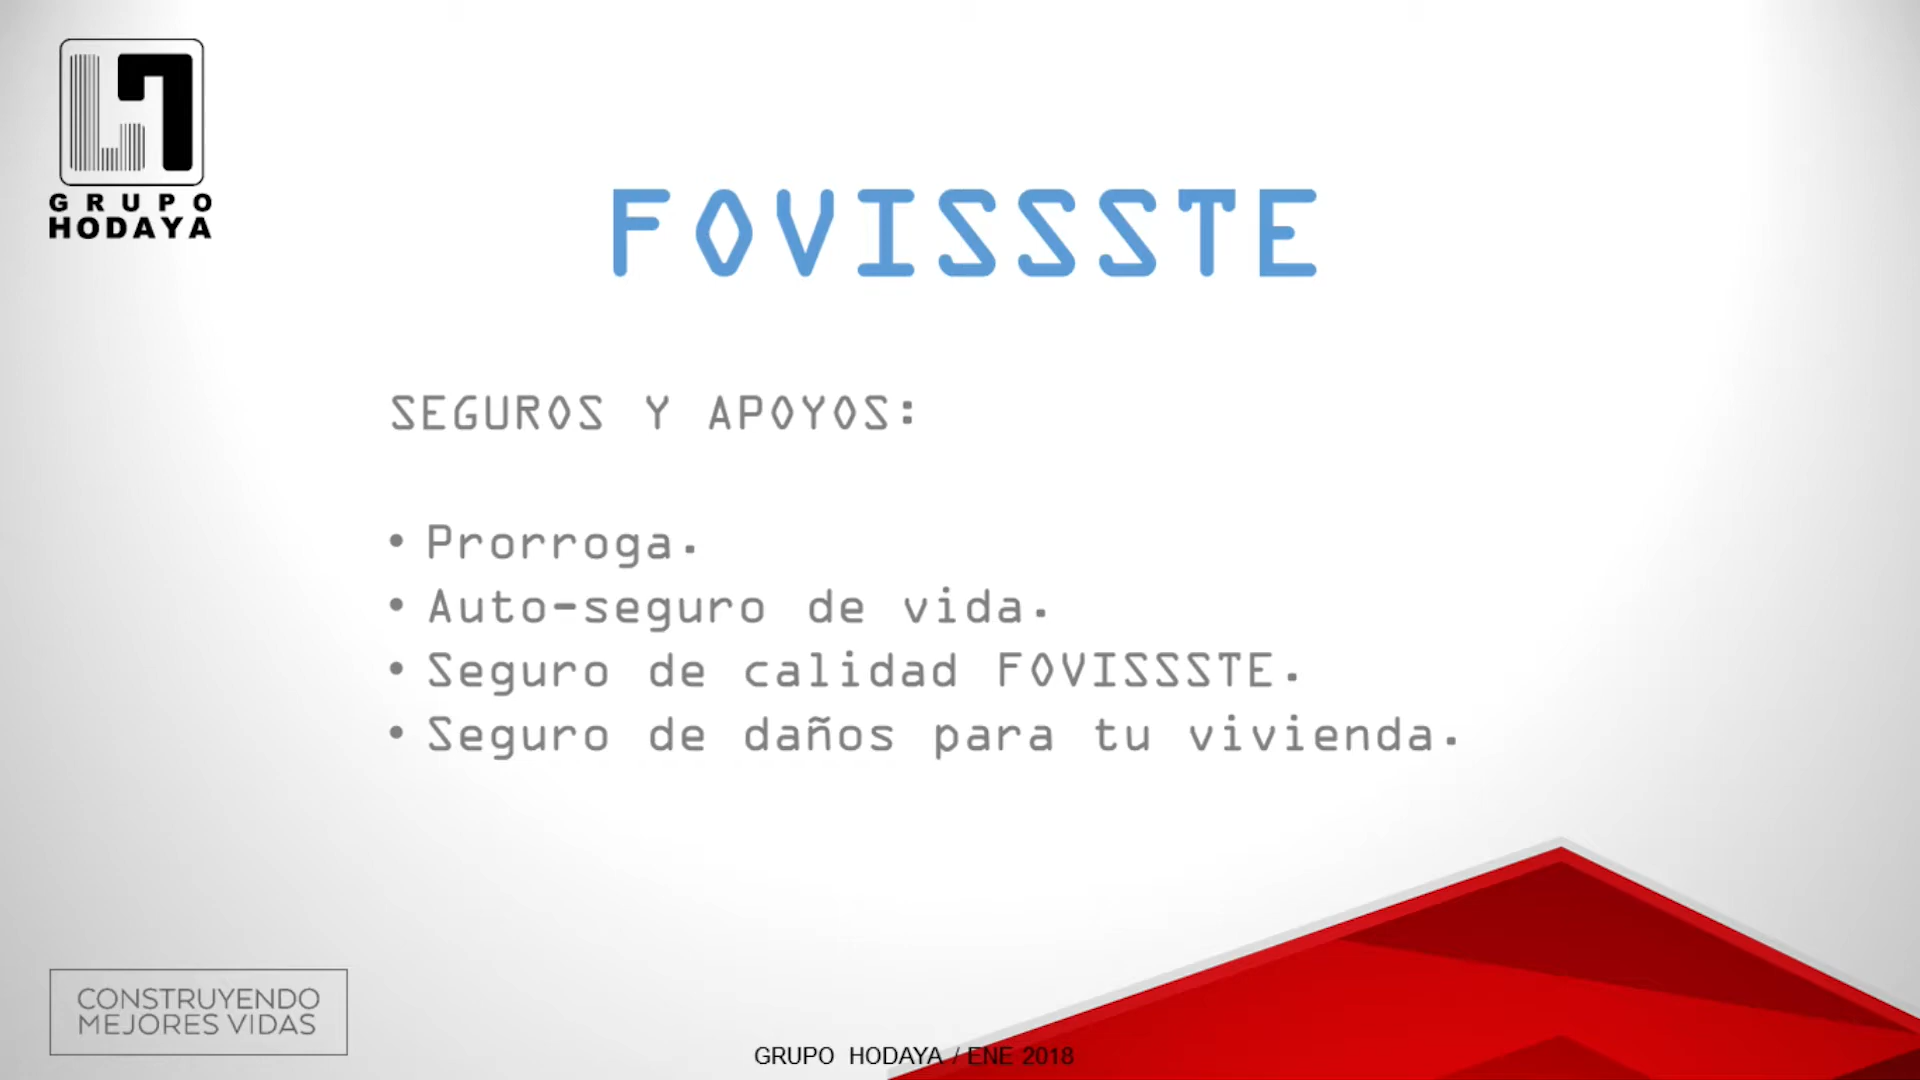 GRUPO
HODAYA
FOVISSSTE
SEGUROS Y APOYOS:
• Prorroga.
• Auto-seguro de vida.
• Seguro de calidad FOVISSSTE.
• Seguro de daños para tu vivienda.
CONSTRUYENDO
MEJORES VIDAS
GRUPO HODAYA / ENE 2018